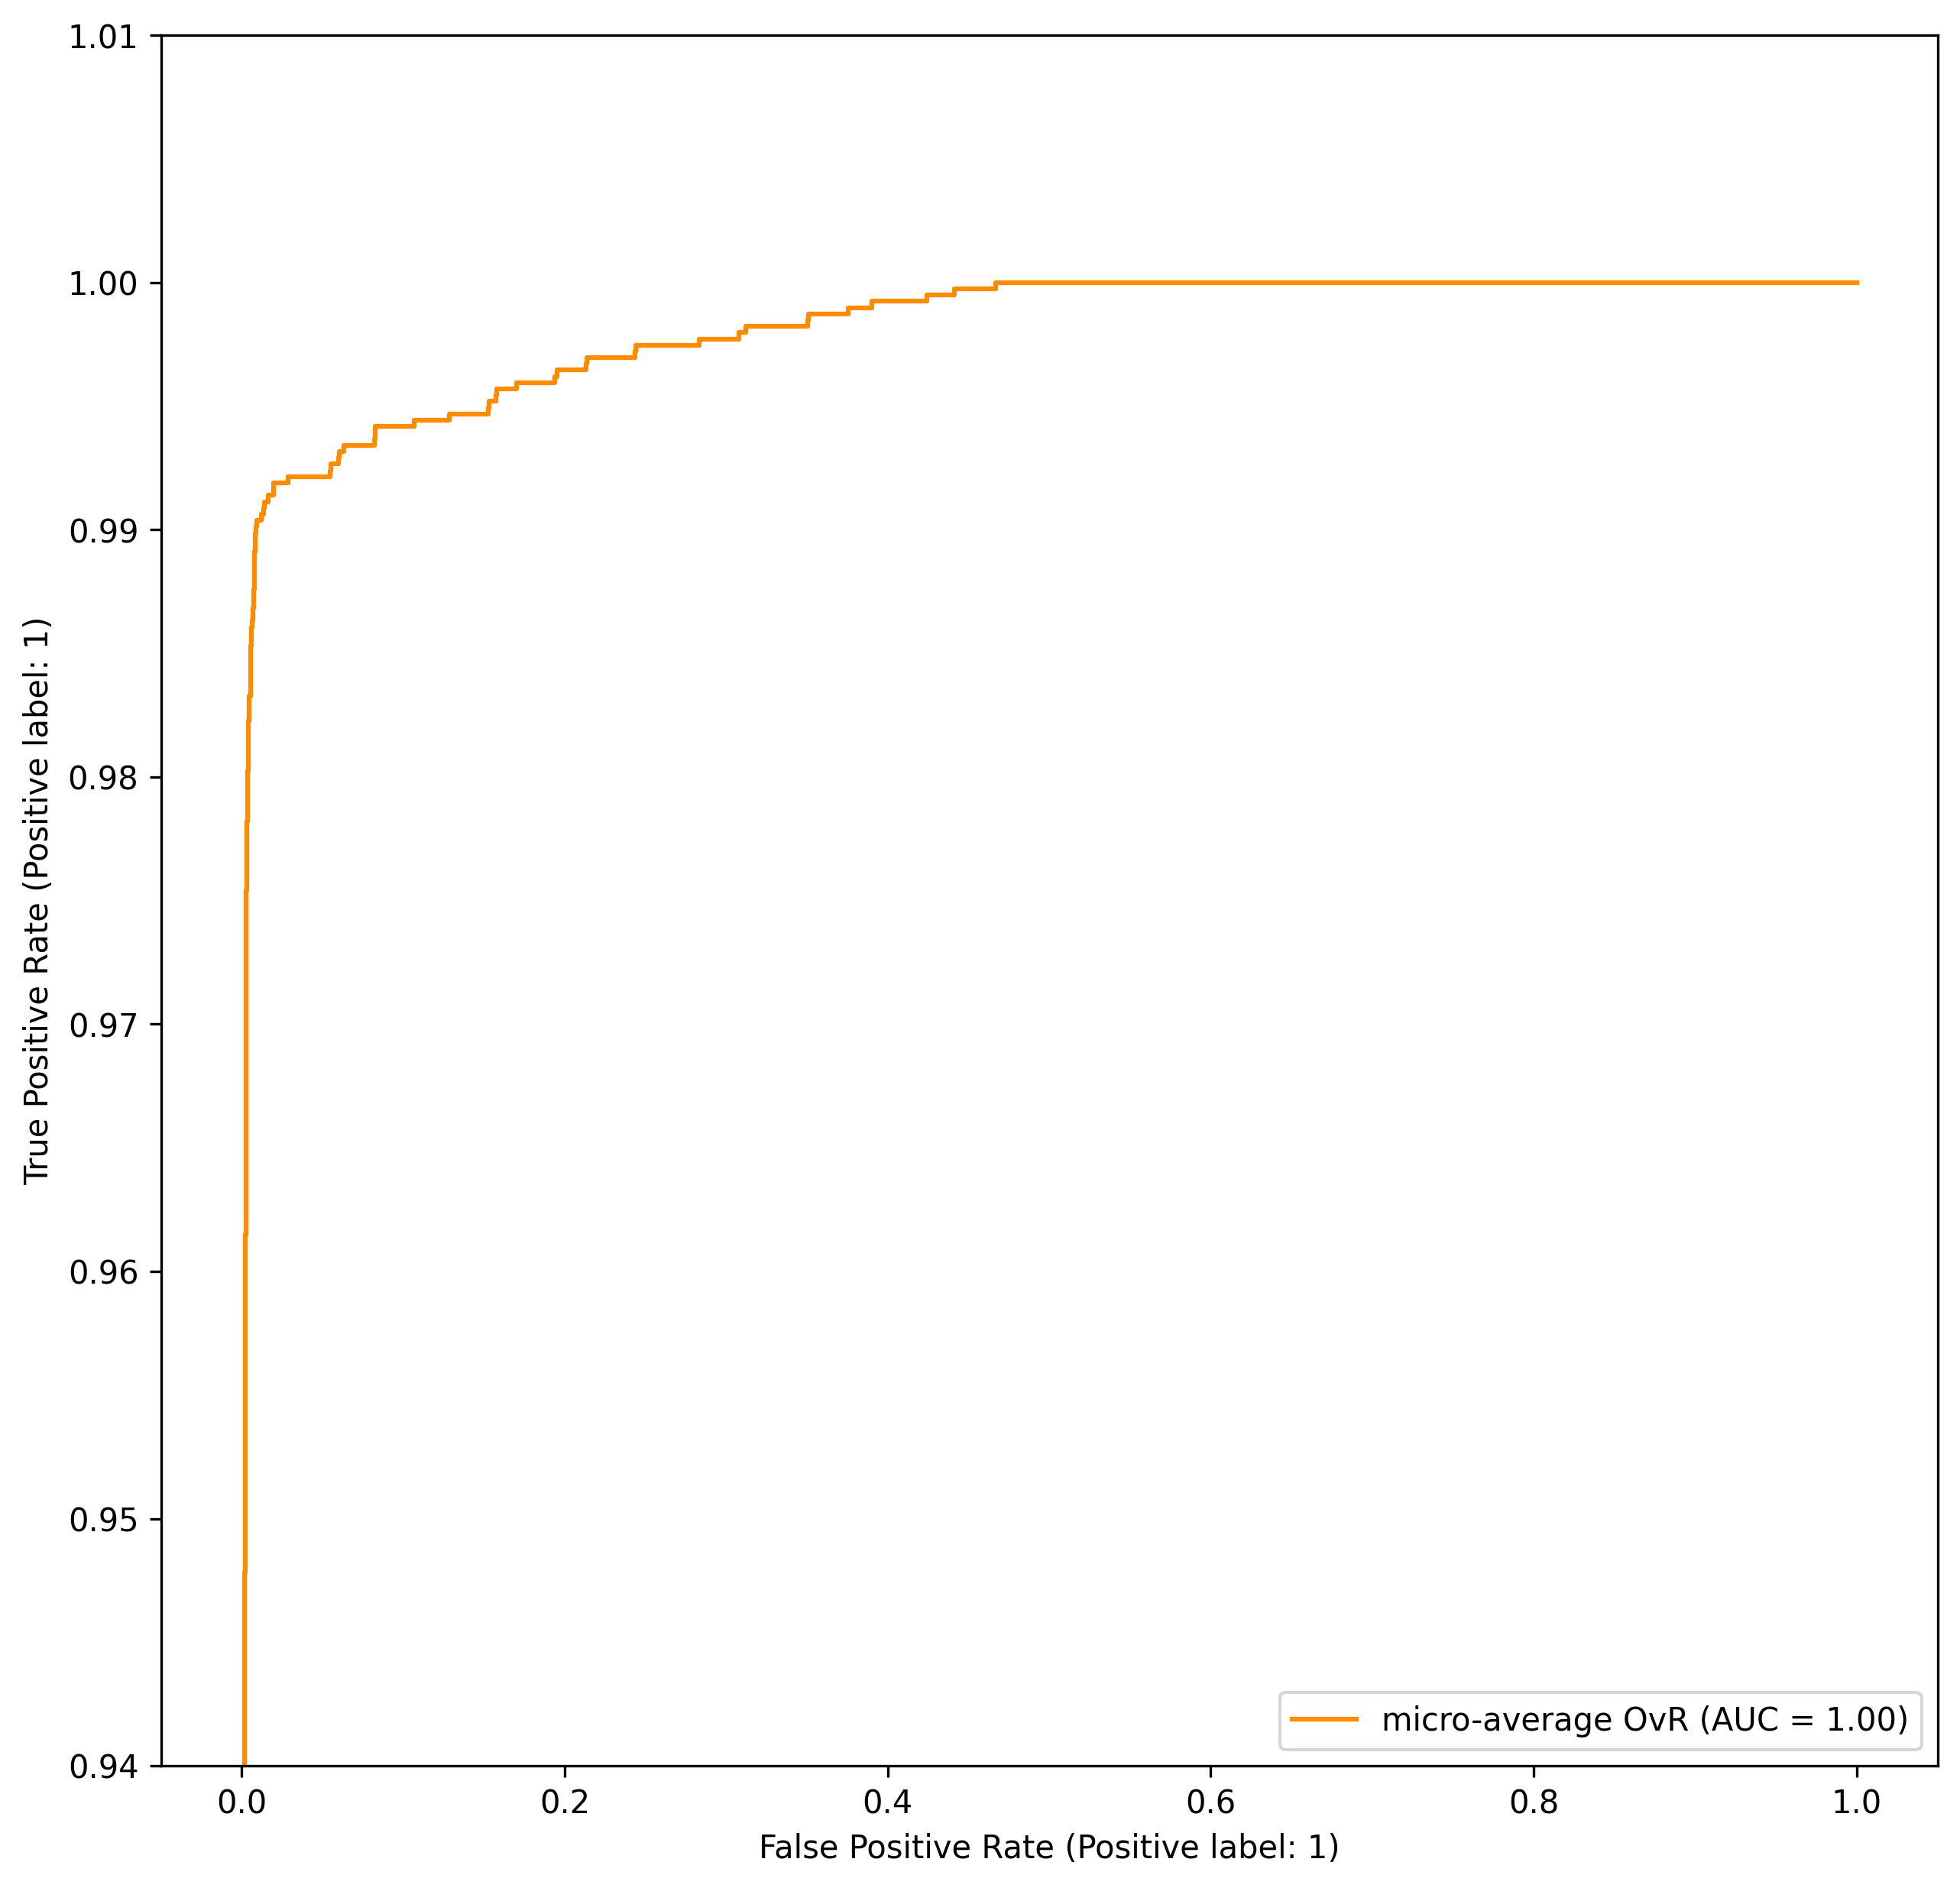 1.01
1.00
0.99
0.98
0.97
0.96
0.95
0.94
True Positive Rate (Positive label: 1)
micro-average OvR (AUC = 1.00)
0.0 0.2 0.4 0.6 0.8 1.0
False Positive Rate (Positive label: 1)